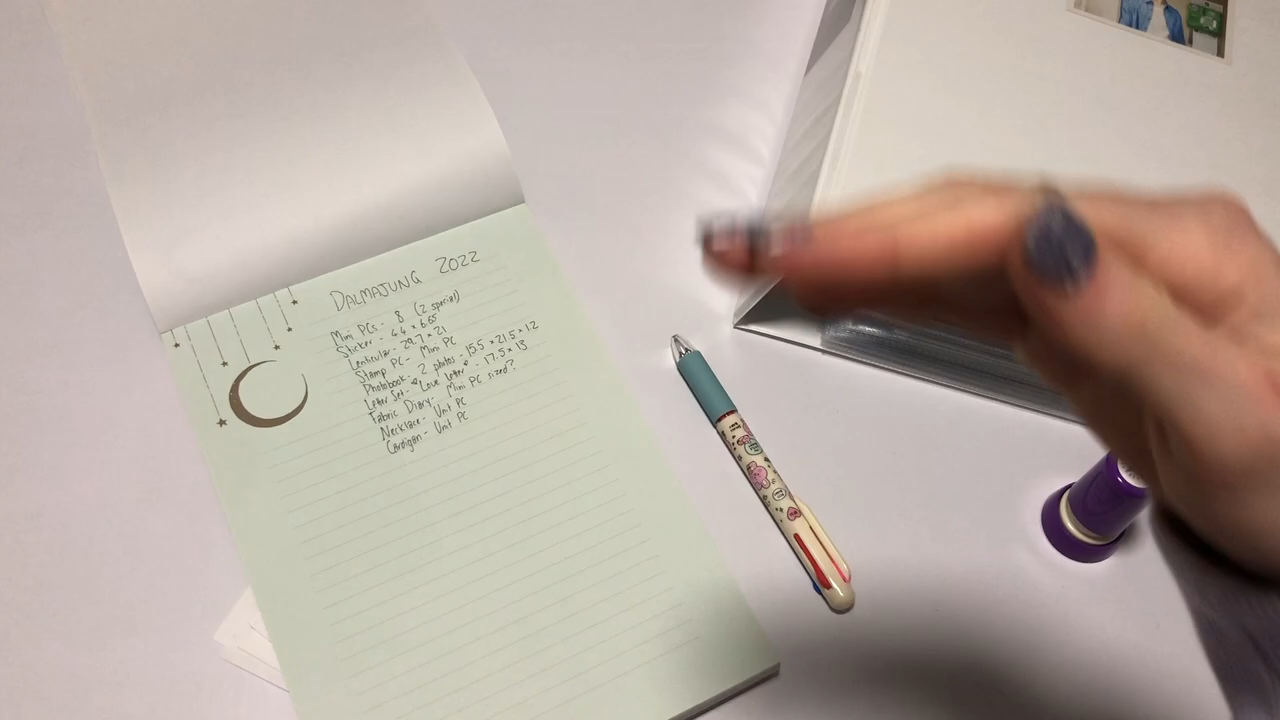 DALMAJUNG 2022
Mini PCs - 8 (2 special)
Sticker - 4.4 x 6.65
Lenticular - 29.7 x 21
Stamp PC - Mini PC
Photobook - 2 photos - 15.5 x 21.5 x 1.2
Letter Set - Love Letter - 17.5 x 13
Fabric Diary - Mini PC sized?
Necklace - Unit PC
Cardigan - Unit PC